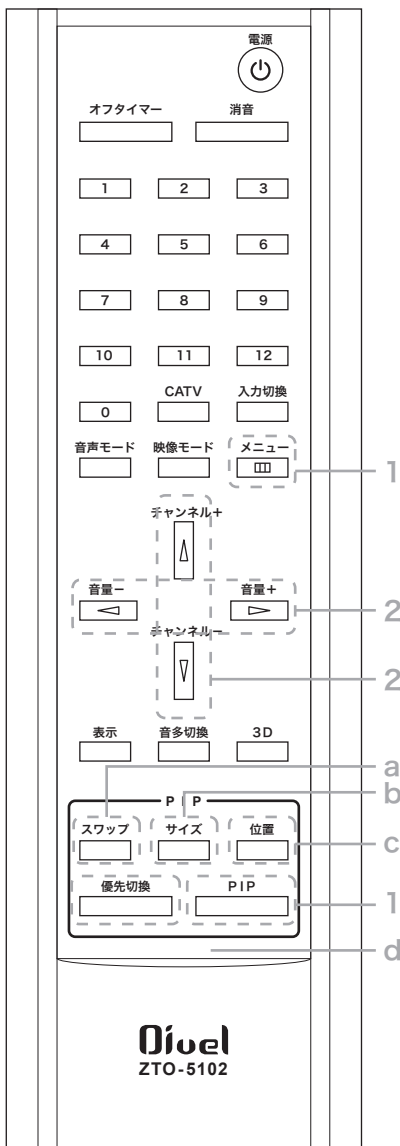 電源
オフタイマー 消音
1 2 3
4 5 6
7 8 9
10 11 12
CATV 入力切換
0
音声モード 映像モード メニュー
1
チャンネル+
音量− 音量+
2
チャンネル−
2
表示 音多切換 3D
a
PIP
b
スワップ サイズ 位置
c
優先切換 PIP
1
d
Qiuel
ZTO-5102